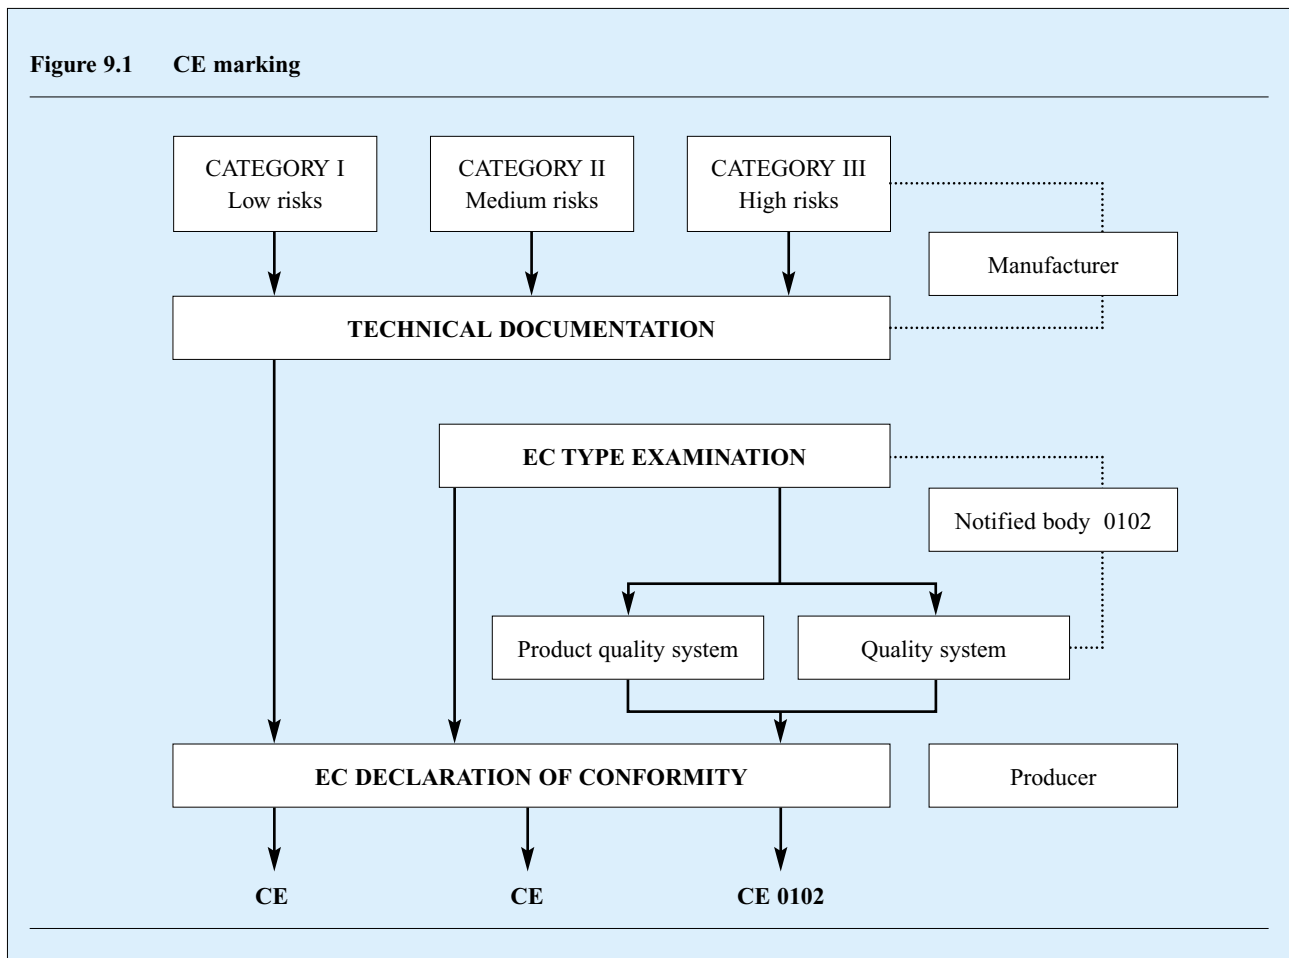 Figure 9.1 CE marking
CATEGORY I
Low risks
CATEGORY II
Medium risks
CATEGORY III
High risks
Manufacturer
TECHNICAL DOCUMENTATION
EC TYPE EXAMINATION
Notified body 0102
Product quality system
Quality system
EC DECLARATION OF CONFORMITY
Producer
CE
CE
CE 0102